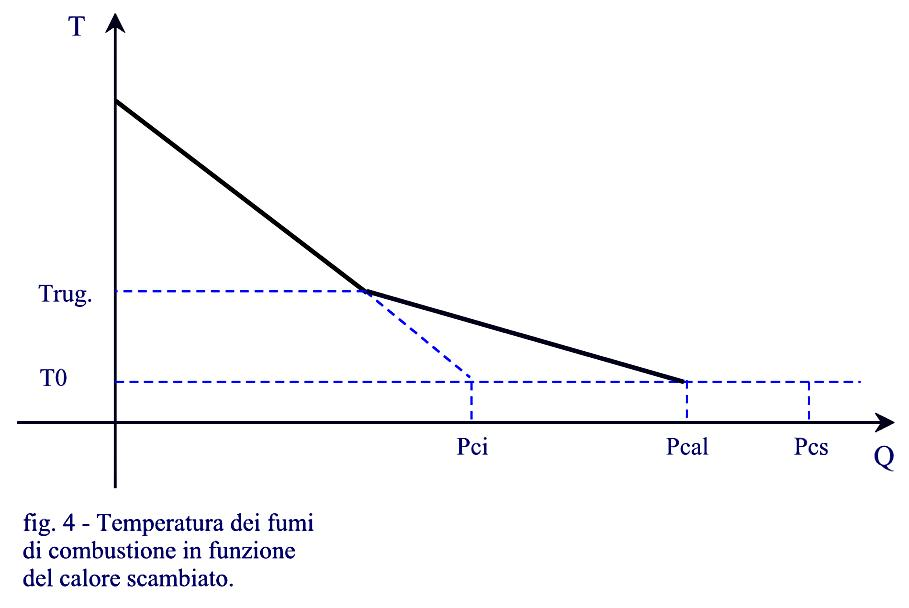 T
Trug.
T0
Pci
Pcal
Pcs
Q
fig. 4 - Temperatura dei fumi
di combustione in funzione
del calore scambiato.